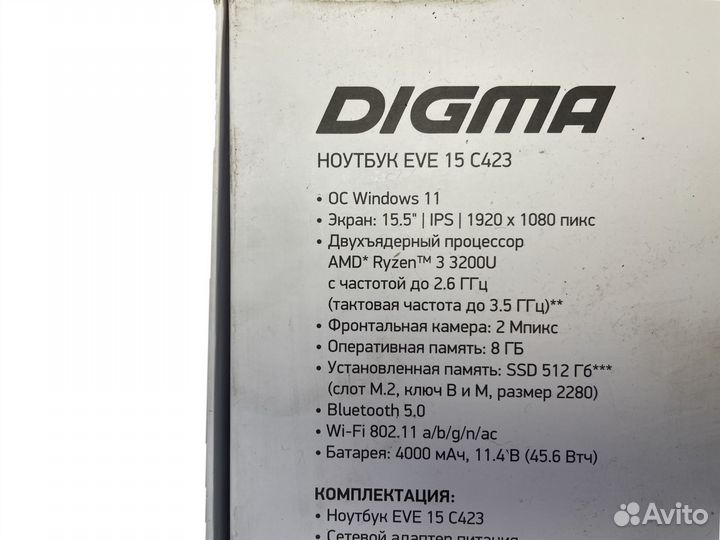 DIGMA
НОУТБУК EVE 15 C423
• ОС Windows 11
• Экран: 15.5" | IPS | 1920 x 1080 пикс
• Двухъядерный процессор
AMD* Ryzen™ 3 3200U
с частотой до 2.6 ГГц
(тактовая частота до 3.5 ГГц)**
• Фронтальная камера: 2 Мпикс
• Оперативная память: 8 ГБ
• Установленная память: SSD 512 Гб***
(слот M.2, ключ B и M, размер 2280)
• Bluetooth 5.0
• Wi-Fi 802.11 a/b/g/n/ac
• Батарея: 4000 мАч, 11.4 В (45.6 Втч)
КОМПЛЕКТАЦИЯ:
• Ноутбук EVE 15 C423
• Сетевой адаптер питания
Avito